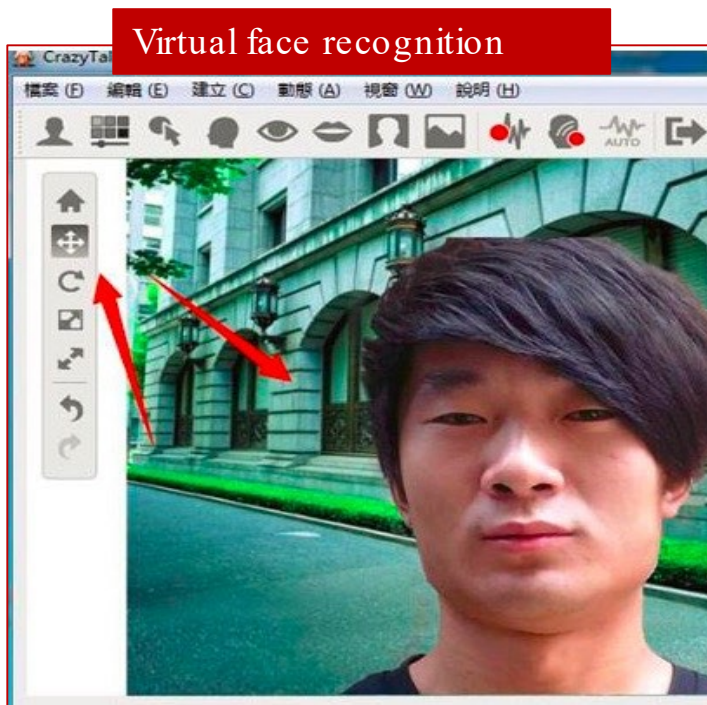 Virtual face recognition
CrazyTal
檔案 (F) 編輯 (E) 建立 (C) 動態 (A) 視窗 (W) 說明 (H)
AUTO